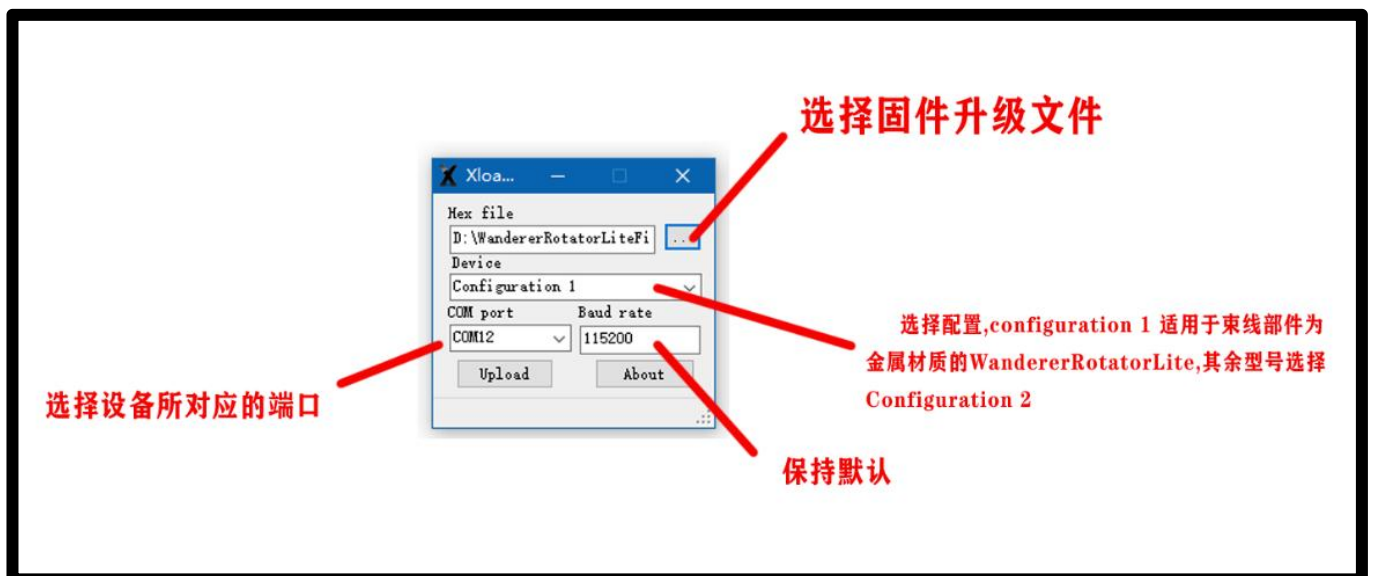 选择固件升级文件
Xloa...
Hex file
D:\WandererRotatorLiteFi
...
Device
Configuration 1
COM port
Baud rate
COM12
115200
Upload
About
选择设备所对应的端口
选择配置,configuration 1 适用于束线部件为
金属材质的WandererRotatorLite,其余型号选择
Configuration 2
保持默认